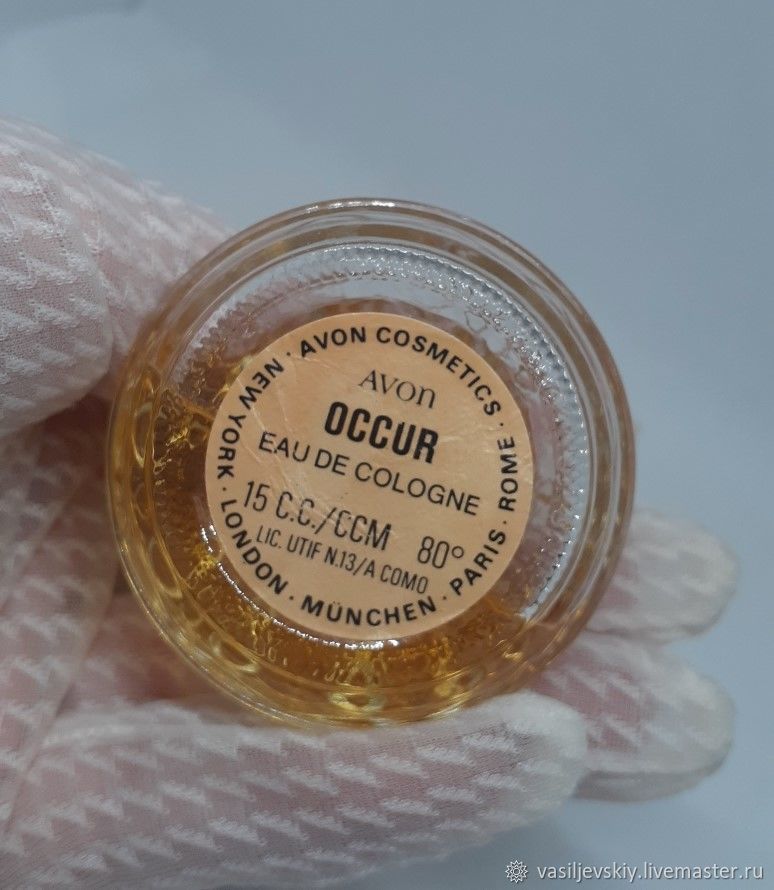 · AVON COSMETICS · ROME · PARIS · MÜNCHEN · LONDON · NEW YORK
AVON
OCCUR
EAU DE COLOGNE
15 C.C./CCM 80°
LIC. UTIF N.13/A COMO
vasiljevskiy.livemaster.ru